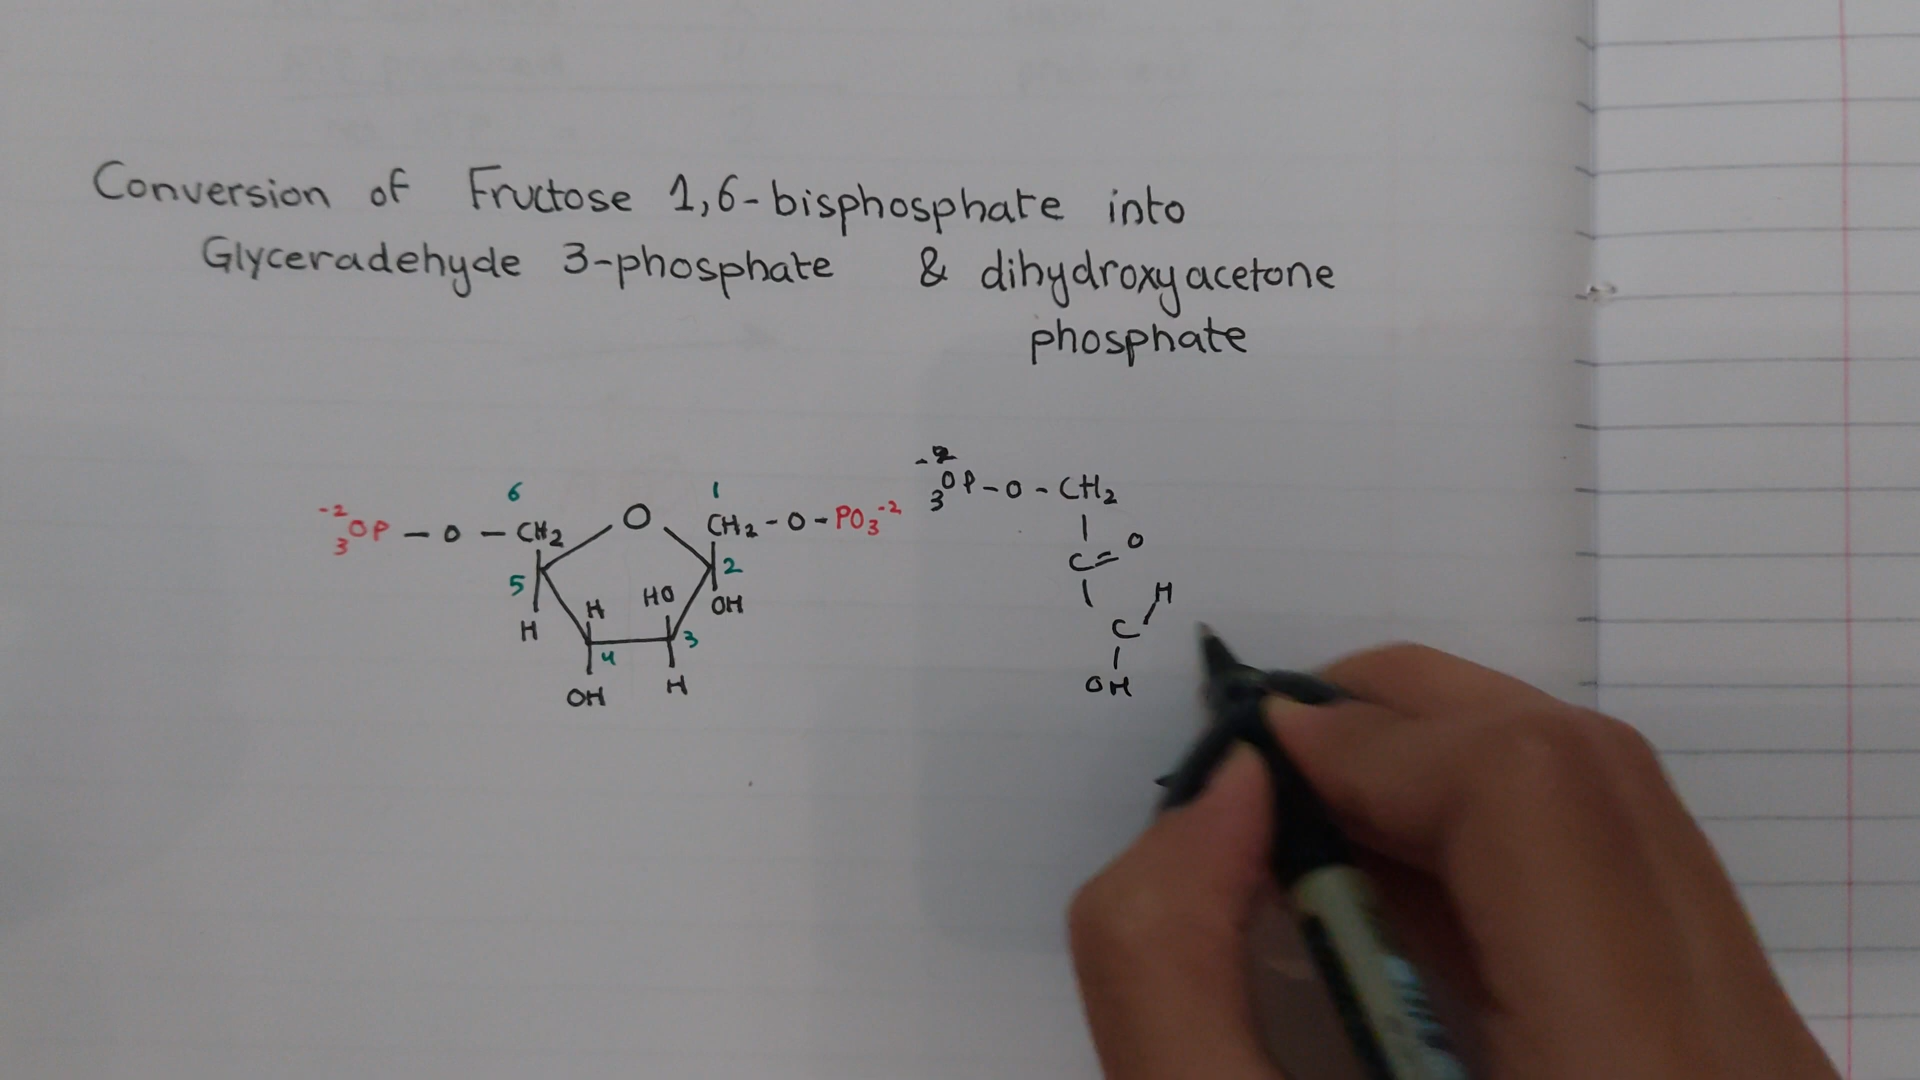 Conversion of Fructose 1,6-bisphosphate into
Glyceradehyde 3-phosphate & dihydroxyacetone
phosphate
6
1
-2
3OP - O - CH2
O
CH2 - O - PO3 -2
5
2
H
H
HO
OH
4
3
OH
H
-2
3OP - O - CH2
C = O
H
C
OH